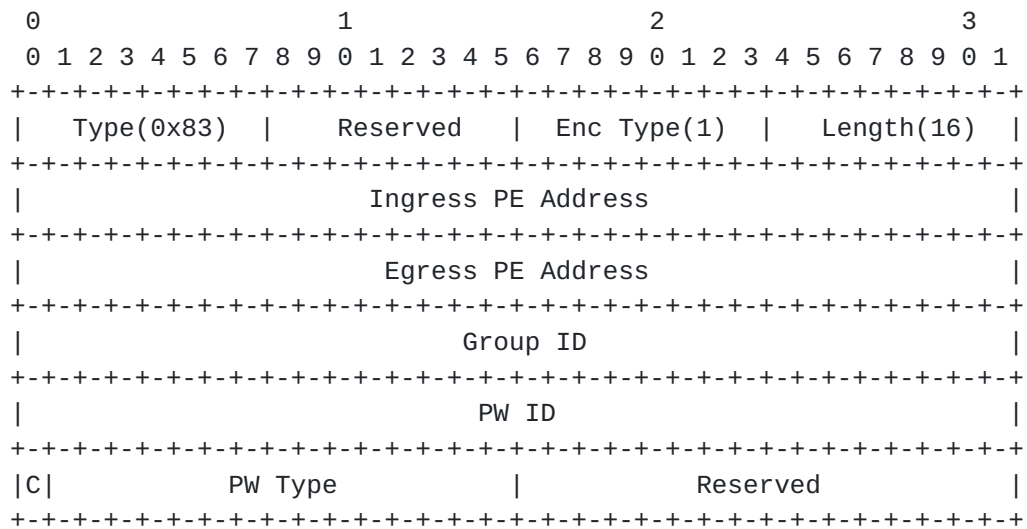 0                   1                   2                   3
 0 1 2 3 4 5 6 7 8 9 0 1 2 3 4 5 6 7 8 9 0 1 2 3 4 5 6 7 8 9 0 1
+-+-+-+-+-+-+-+-+-+-+-+-+-+-+-+-+-+-+-+-+-+-+-+-+-+-+-+-+-+-+-+-+
|   Type(0x83)  |    Reserved   |  Enc Type(1)  |   Length(16)  |
+-+-+-+-+-+-+-+-+-+-+-+-+-+-+-+-+-+-+-+-+-+-+-+-+-+-+-+-+-+-+-+-+
|                      Ingress PE Address                       |
+-+-+-+-+-+-+-+-+-+-+-+-+-+-+-+-+-+-+-+-+-+-+-+-+-+-+-+-+-+-+-+-+
|                       Egress PE Address                       |
+-+-+-+-+-+-+-+-+-+-+-+-+-+-+-+-+-+-+-+-+-+-+-+-+-+-+-+-+-+-+-+-+
|                            Group ID                           |
+-+-+-+-+-+-+-+-+-+-+-+-+-+-+-+-+-+-+-+-+-+-+-+-+-+-+-+-+-+-+-+-+
|                             PW ID                             |
+-+-+-+-+-+-+-+-+-+-+-+-+-+-+-+-+-+-+-+-+-+-+-+-+-+-+-+-+-+-+-+-+
|C|           PW Type           |           Reserved            |
+-+-+-+-+-+-+-+-+-+-+-+-+-+-+-+-+-+-+-+-+-+-+-+-+-+-+-+-+-+-+-+-+